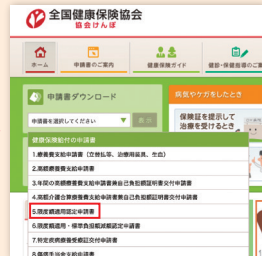 全国健康保険協会
協会けんぽ
ホーム
申請書のご案内
健康保険ガイド
健診・保健指導のご案
申請書ダウンロード
病気やケガをしたとき
申請書を選択してください
▼
表示
保険証を提示して
治療を受けるとき
健康保険給付の申請書
1.療養費支給申請書(立替払等、治療用装具、生血)
2.高額療養費支給申請書
3.年間の高額療養費支給申請書兼自己負担額証明書交付申請書
4.高額介護合算療養費支給申請書兼自己負担額証明書交付申請書
5.限度額適用認定申請書
6.限度額適用・標準負担額減額認定申請書
7.特定疾病療養受療証交付申請書
8.傷病手当金支給申請書